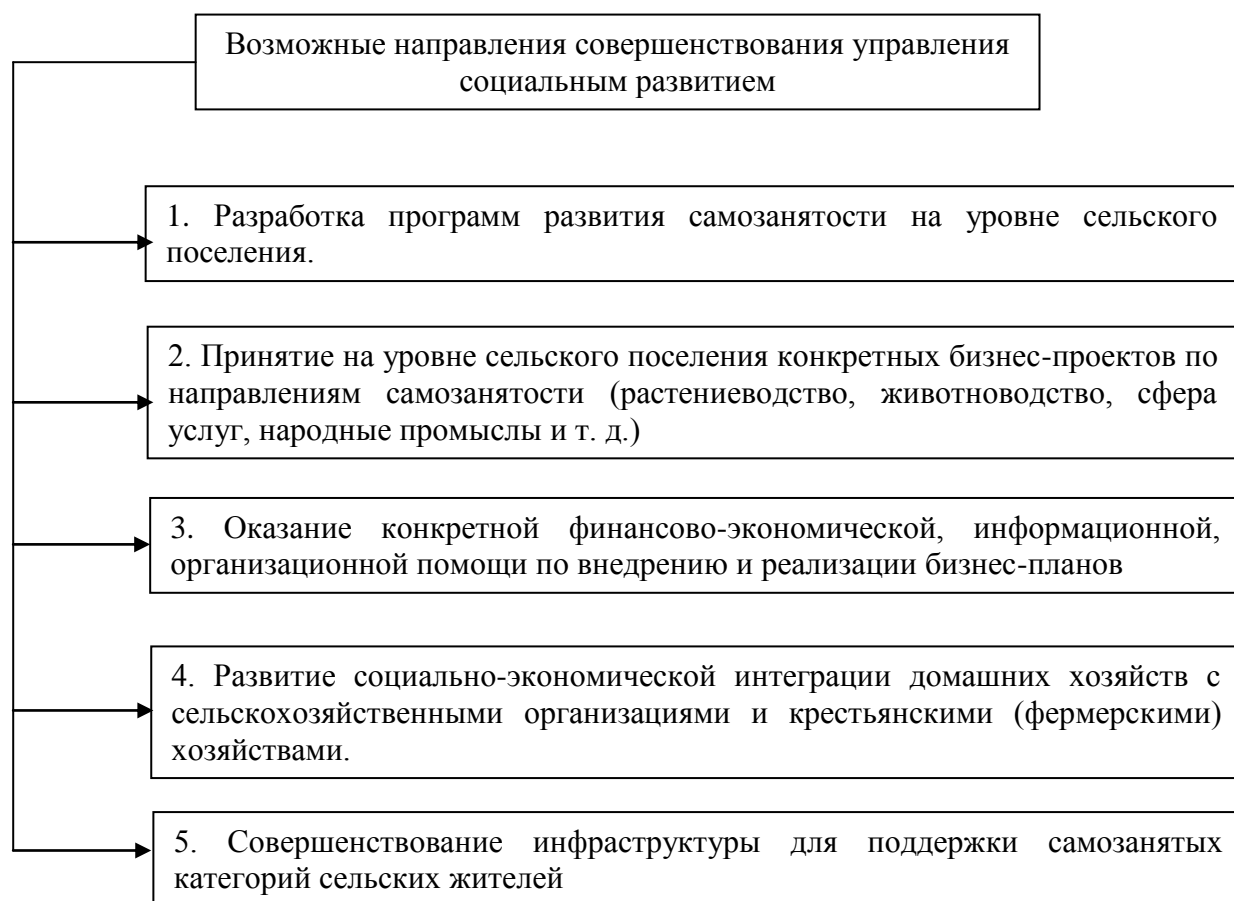 Возможные направления совершенствования управления
социальным развитием
1. Разработка программ развития самозанятости на уровне сельского
поселения.
2. Принятие на уровне сельского поселения конкретных бизнес-проектов по
направлениям самозанятости (растениеводство, животноводство, сфера
услуг, народные промыслы и т. д.)
3. Оказание конкретной финансово-экономической, информационной,
организационной помощи по внедрению и реализации бизнес-планов
4. Развитие социально-экономической интеграции домашних хозяйств с
сельскохозяйственными организациями и крестьянскими (фермерскими)
хозяйствами.
5. Совершенствование инфраструктуры для поддержки самозанятых
категорий сельских жителей